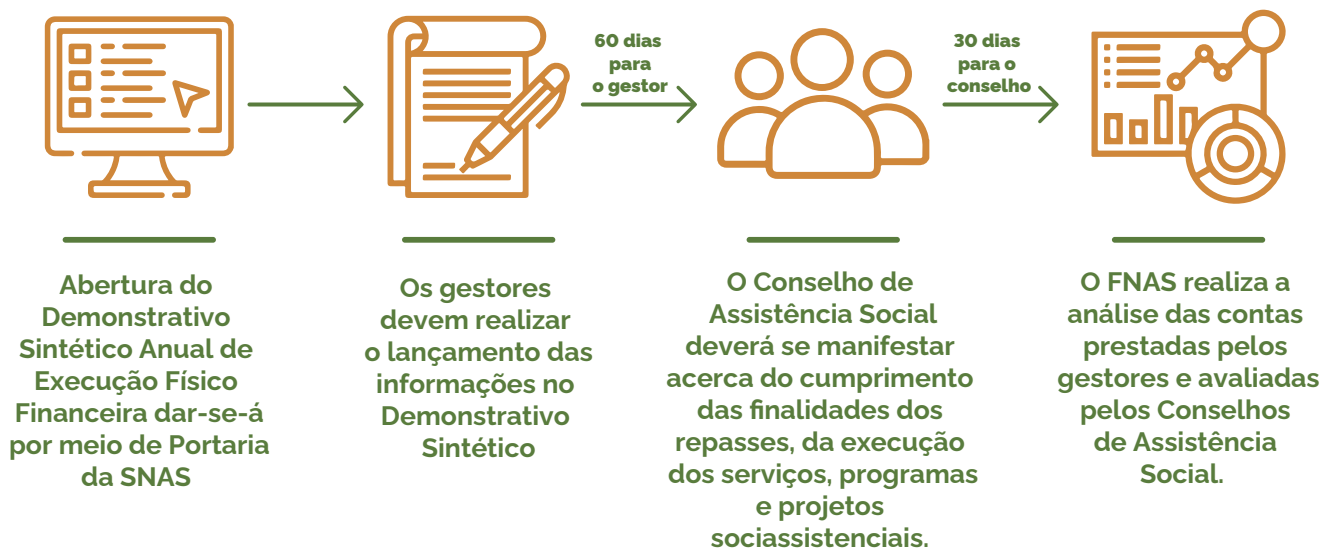 60 dias
para
o gestor
30 dias
para o
conselho
Abertura do
Demonstrativo
Sintético Anual de
Execução Físico
Financeira dar-se-á
por meio de Portaria
da SNAS
Os gestores
devem realizar
o lançamento das
informações no
Demonstrativo
Sintético
O Conselho de
Assistência Social
deverá se manifestar
acerca do cumprimento
das finalidades dos
repasses, da execução
dos serviços, programas
e projetos
sociassistenciais.
O FNAS realiza a
análise das contas
prestadas pelos
gestores e avaliadas
pelos Conselhos
de Assistência
Social.